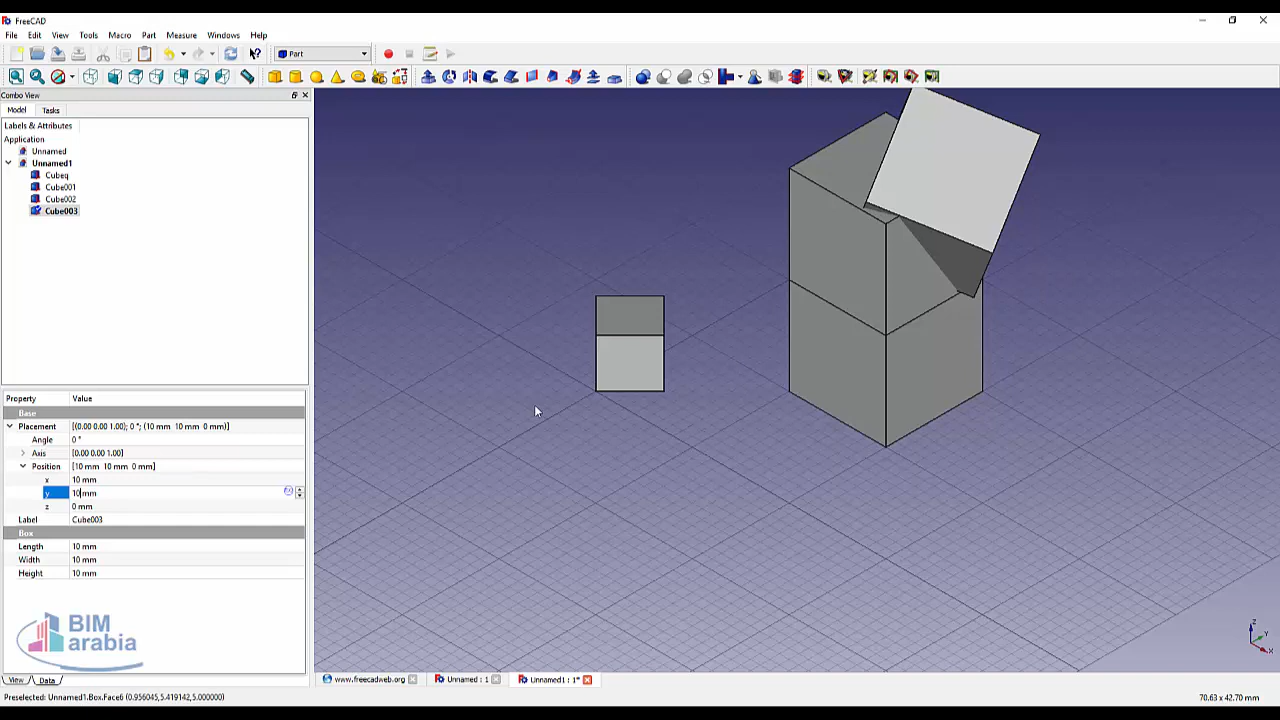 FreeCAD
File Edit View Tools Macro Part Measure Windows Help
Part
Combo View
Model Tasks
Labels & Attributes
Application
Unnamed
Unnamed1
Cubeq
Cube001
Cube002
Cube003
Property Value
Base
Placement [(0.00 0.00 1.00); 0 °; (10 mm 10 mm 0 mm)]
Angle 0 °
Axis [0.00 0.00 1.00]
Position [10 mm 10 mm 0 mm]
x 10 mm
y 10 mm
z 0 mm
Label Cube003
Box
Length 10 mm
Width 10 mm
Height 10 mm
BIM
arabia
Z
Y
X
View Data
www.freecadweb.org Unnamed : 1 Unnamed1 : 1*
Preselected: Unnamed1.Box.Face6 (0.956045,5.419142,5.000000) 70.63 x 42.70 mm